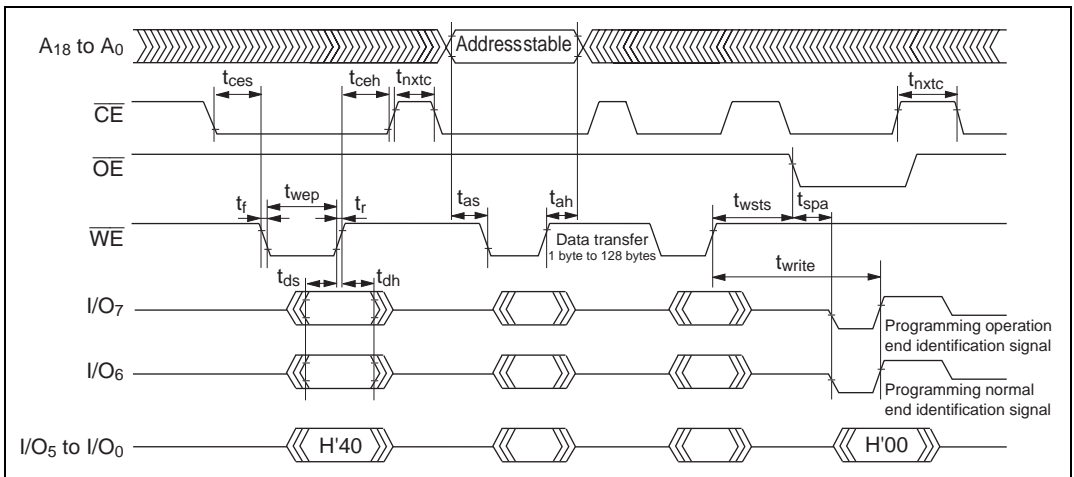 A18 to A0
Address stable
tces
tceh
tnxtc
tnxtc
CE
OE
twep
tf
tr
tas
tah
twsts
tspa
WE
Data transfer
1 byte to 128 bytes
twrite
tds
tdh
I/O7
Programming operation
end identification signal
I/O6
Programming normal
end identification signal
I/O5 to I/O0
H'40
H'00